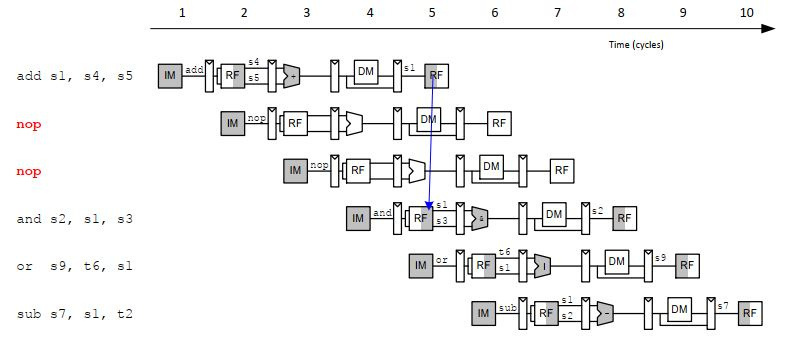 1 2 3 4 5 6 7 8 9 10
Time (cycles)
add s1, s4, s5 IM add RF s4 s5 + DM s1 RF
nop IM nop RF DM RF
nop IM nop RF DM RF
and s2, s1, s3 IM and RF s1 s3 & DM s2 RF
or s9, t6, s1 IM or RF t6 s1 | DM s9 RF
sub s7, s1, t2 IM sub RF s1 s2 - DM s7 RF